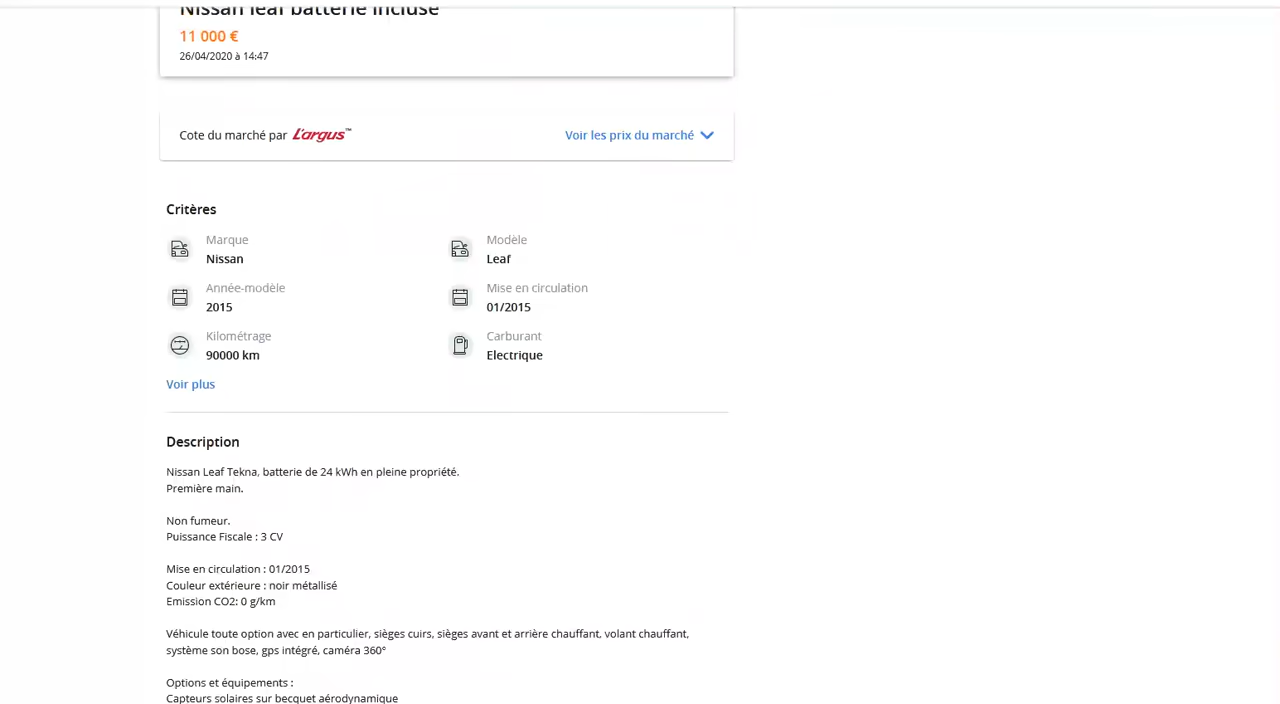 Nissan leaf batterie incluse
11 000 €
26/04/2020 à 14:47
Cote du marché par L'argus™ Voir les prix du marché
Critères
Marque Modèle
Nissan Leaf
Année-modèle Mise en circulation
2015 01/2015
Kilométrage Carburant
90000 km Electrique
Voir plus
Description
Nissan Leaf Tekna, batterie de 24 kWh en pleine propriété.
Première main.
Non fumeur.
Puissance Fiscale : 3 CV
Mise en circulation : 01/2015
Couleur extérieure : noir métallisé
Emission CO2: 0 g/km
Véhicule toute option avec en particulier, sièges cuirs, sièges avant et arrière chauffant, volant chauffant,
système son bose, gps intégré, caméra 360°
Options et équipements :
Capteurs solaires sur becquet aérodynamique